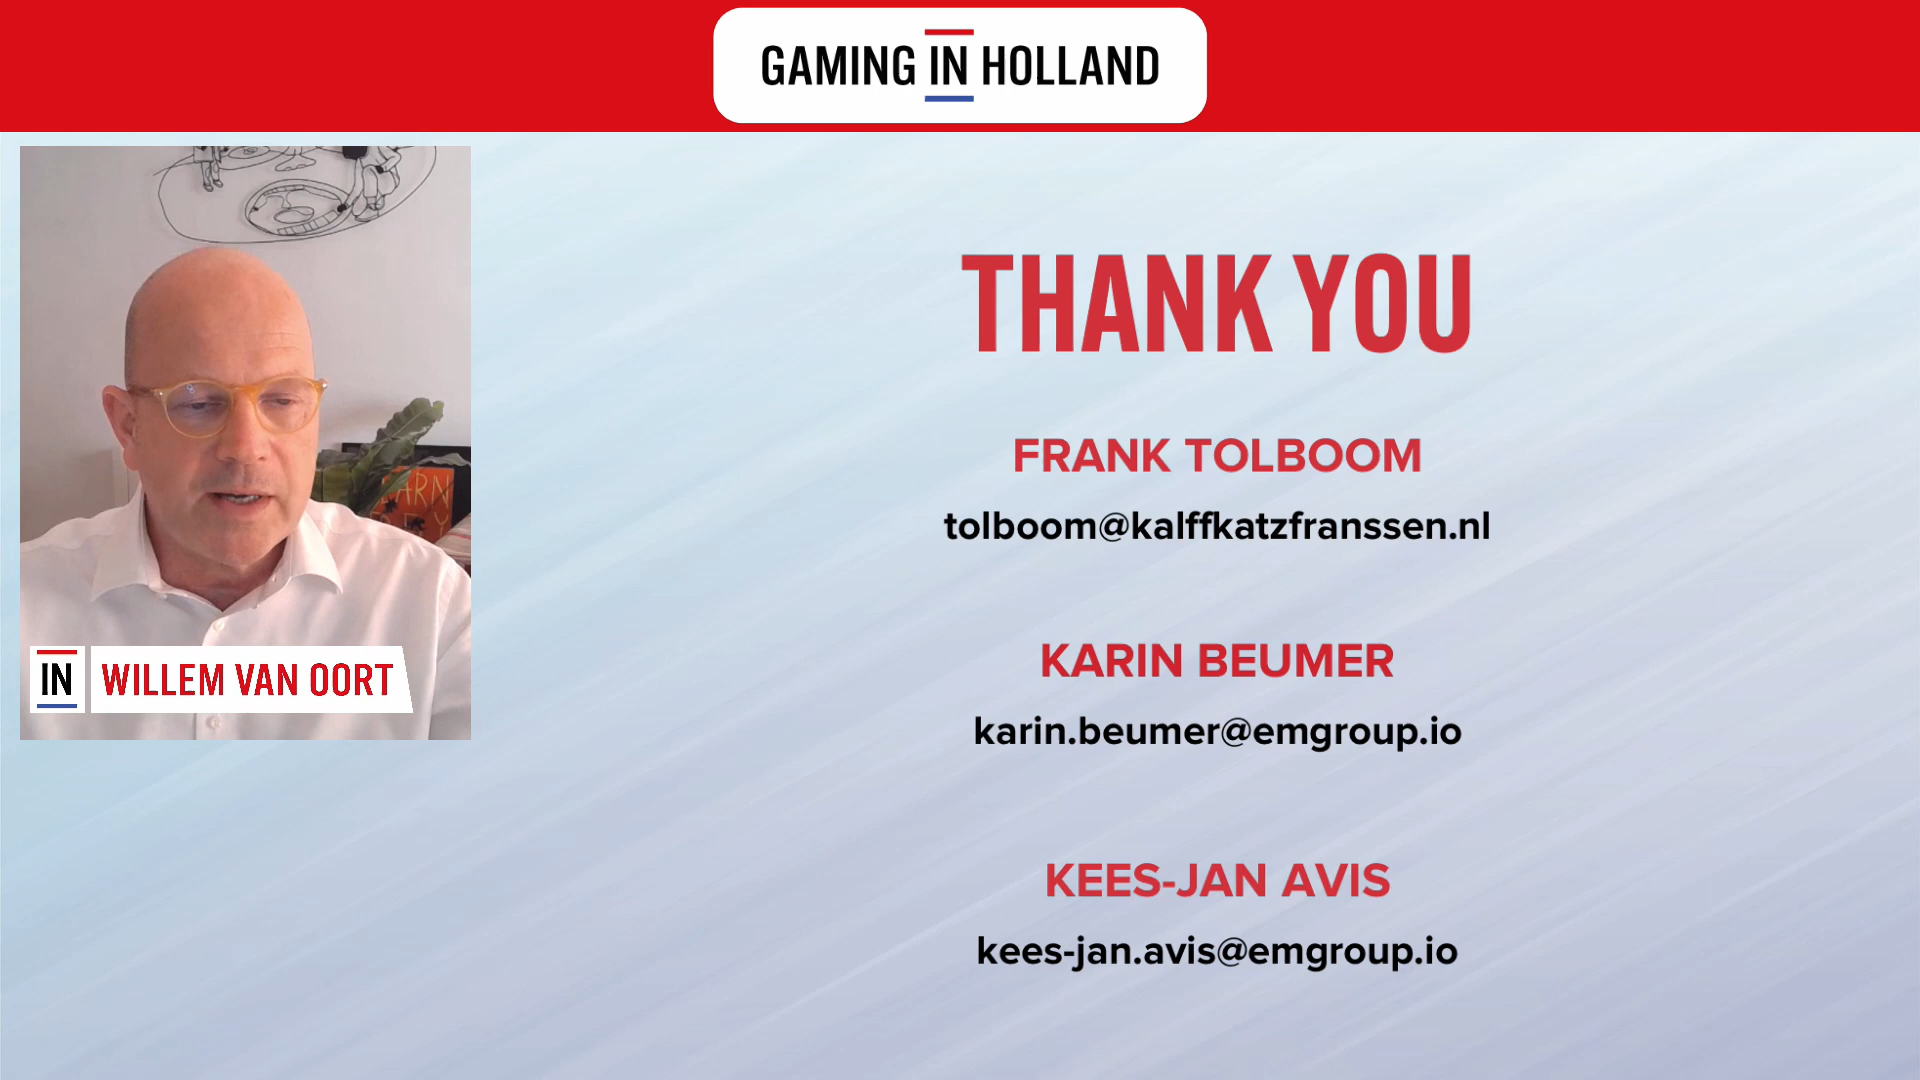 GAMING IN HOLLAND
THANK YOU
FRANK TOLBOOM
tolboom@kalffkatzfranssen.nl
KARIN BEUMER
karin.beumer@emgroup.io
KEES-JAN AVIS
kees-jan.avis@emgroup.io
IN WILLEM VAN OORT